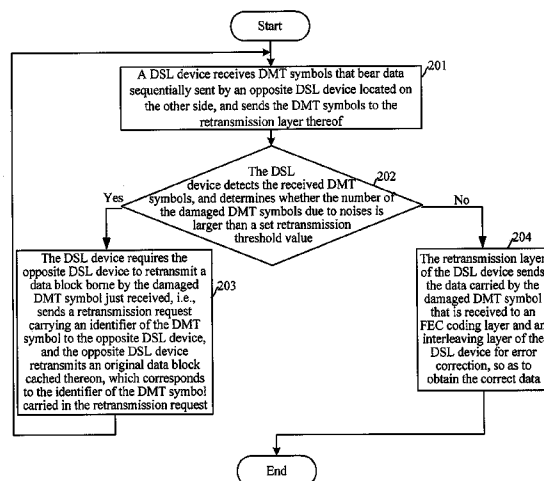 Start
201
A DSL device receives DMT symbols that bear data
sequentially sent by an opposite DSL device located
on the other side, and sends the DMT symbols to the
retransmission layer thereof
202
The DSL
device detects the received DMT
symbols, and determines whether the number of
the damaged DMT symbols due to noises is
larger than a set retransmission
threshold value
Yes
No
203
The DSL device requires the
opposite DSL device to retransmit a
data block borne by the damaged
DMT symbol just received, i.e.,
sends a retransmission request
carrying an identifier of the DMT
symbol to the opposite DSL device,
and the opposite DSL device
retransmits an original data block
cached thereon, which corresponds
to the identifier of the DMT symbol
carried in the retransmission request
204
The retransmission layer
of the DSL device sends
the data carried by the
damaged DMT symbol
that is received to an
FEC coding layer and an
interleaving layer of the
DSL device for error
correction, so as to
obtain the correct data
End